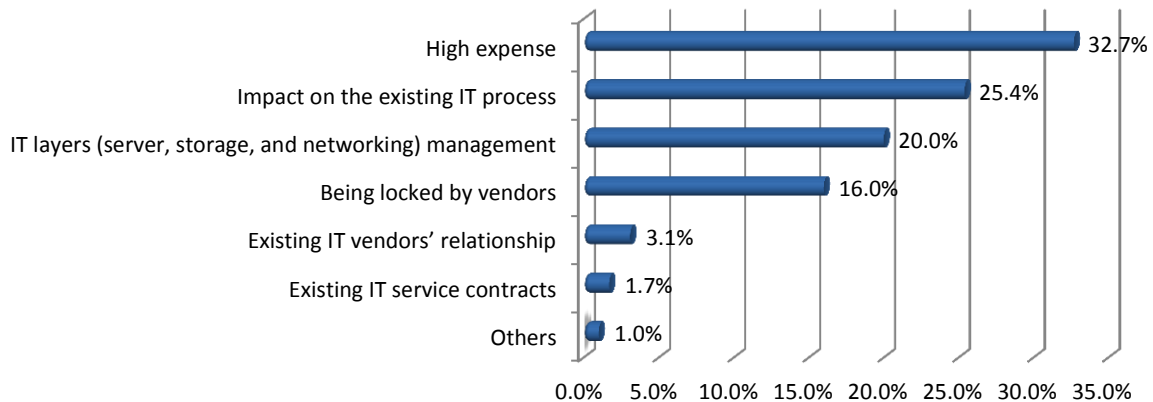 High expense 32.7%
Impact on the existing IT process 25.4%
IT layers (server, storage, and networking) management 20.0%
Being locked by vendors 16.0%
Existing IT vendors’ relationship 3.1%
Existing IT service contracts 1.7%
Others 1.0%
0.0% 5.0% 10.0% 15.0% 20.0% 25.0% 30.0% 35.0%